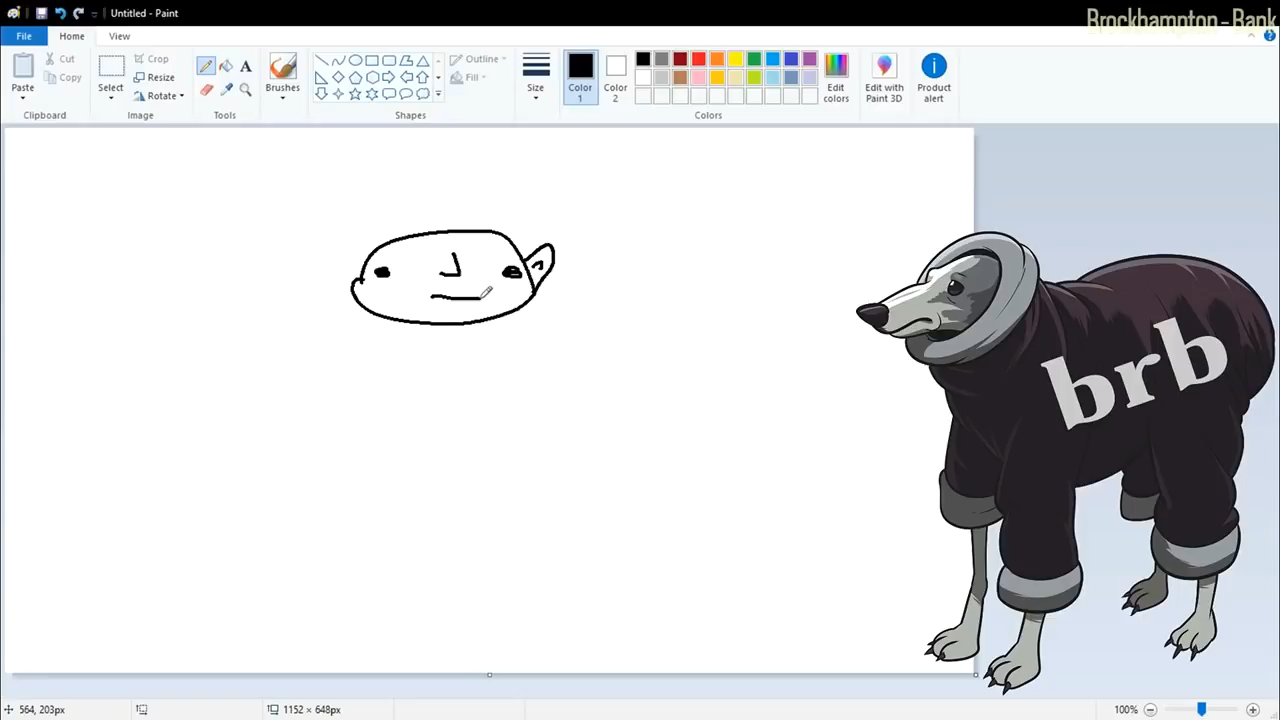 Untitled - Paint
Brockhampton - Bank
File
Home
View
Paste
Cut
Copy
Clipboard
Select
Crop
Resize
Rotate
Image
A
Tools
Brushes
Outline
Fill
Shapes
Size
Color 1
Color 2
Edit colors
Colors
Edit with Paint 3D
Product alert
brb
564, 203px
1152 × 648px
100%